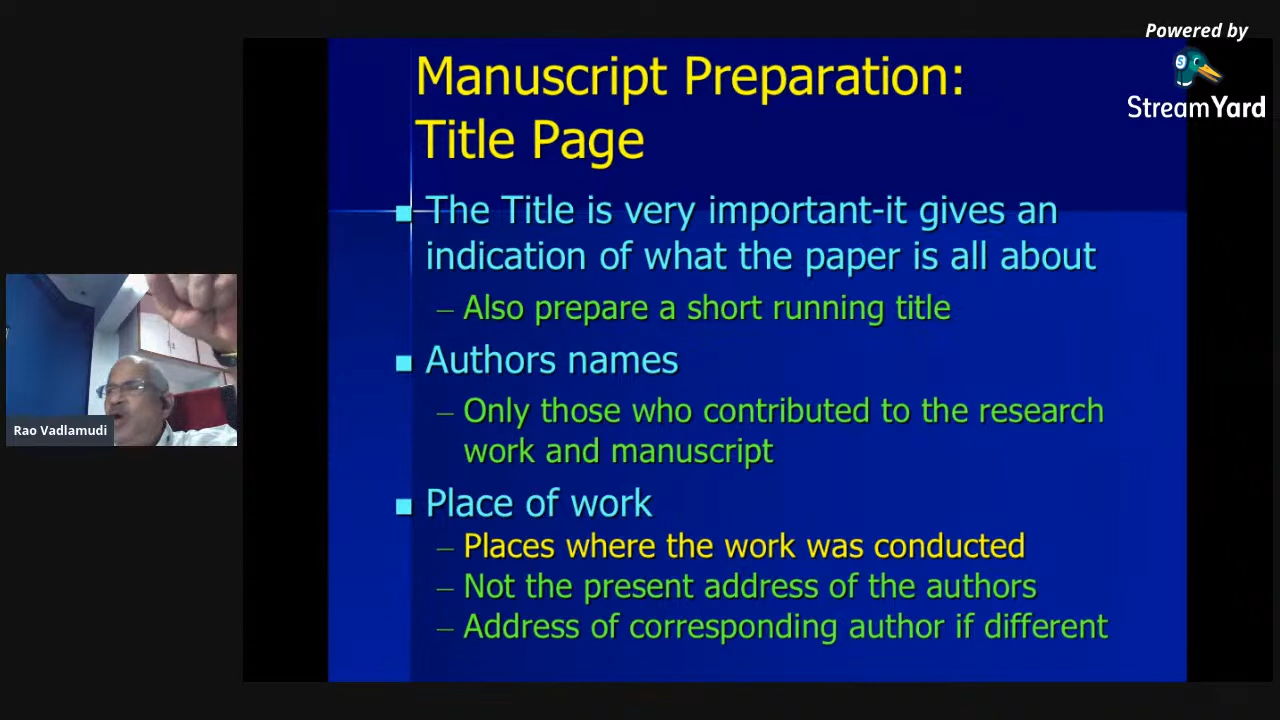 Powered by
StreamYard
Manuscript Preparation:
Title Page
The Title is very important-it gives an
indication of what the paper is all about
– Also prepare a short running title
Authors names
– Only those who contributed to the research
work and manuscript
Place of work
– Places where the work was conducted
– Not the present address of the authors
– Address of corresponding author if different
Rao Vadlamudi